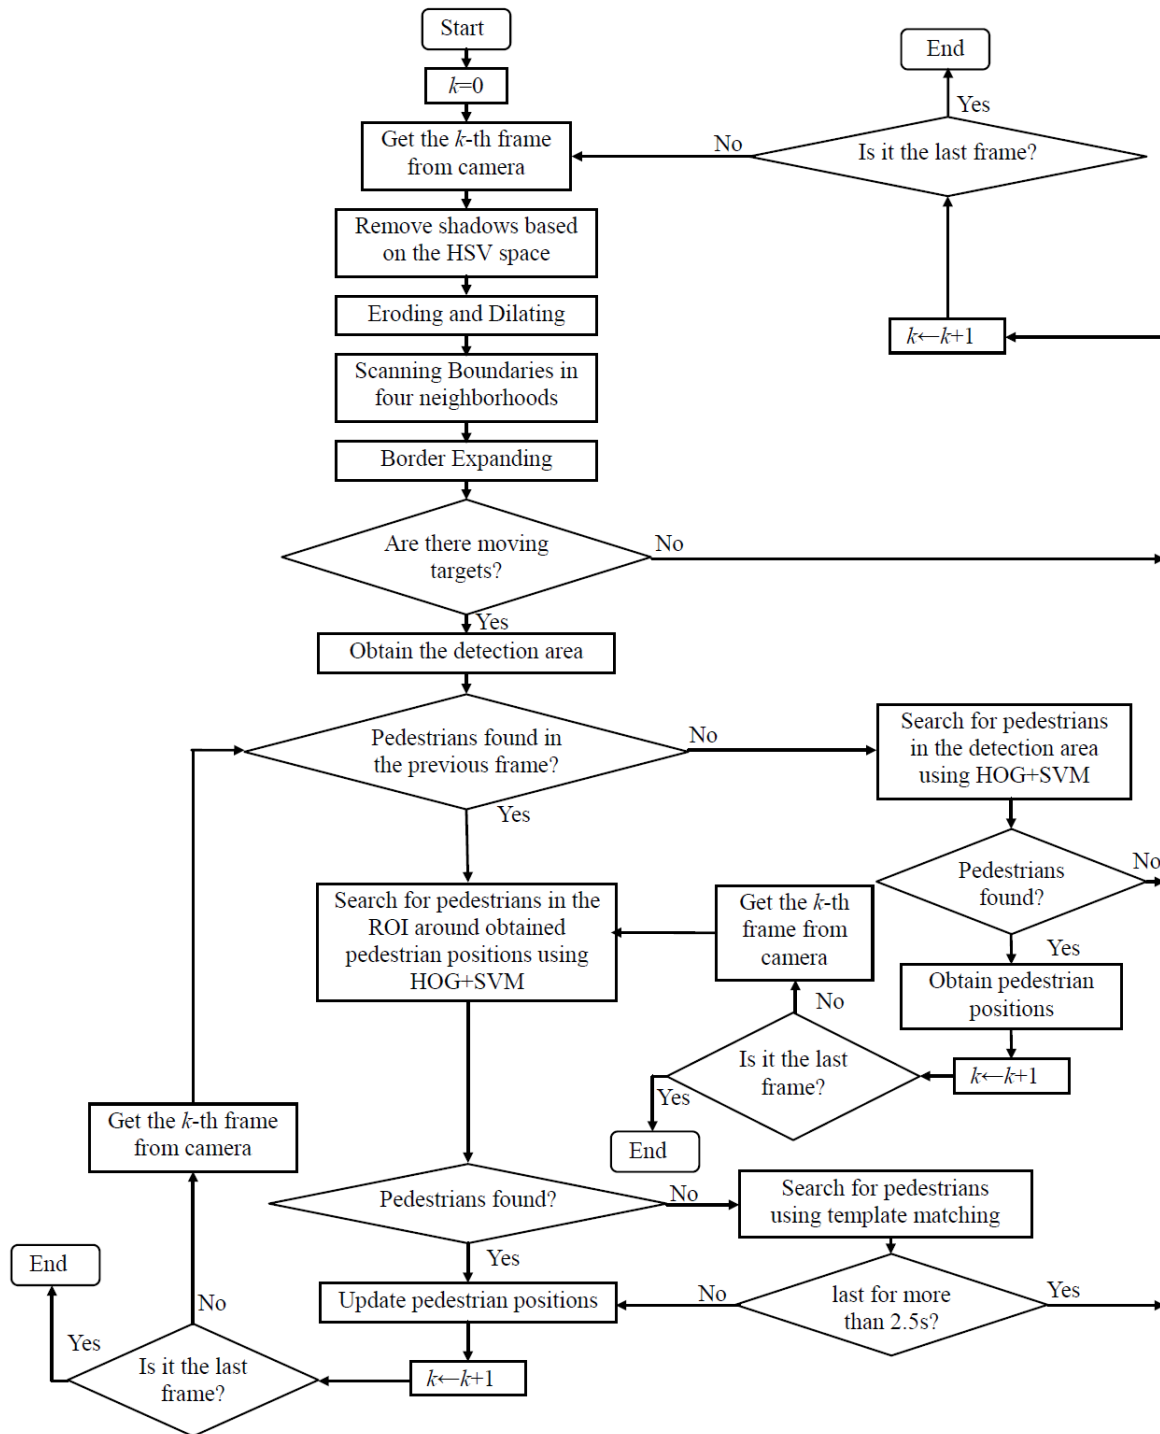 Start
k=0
Get the k-th frame
from camera
Remove shadows based
on the HSV space
Eroding and Dilating
Scanning Boundaries in
four neighborhoods
Border Expanding
Are there moving
targets?
No
Yes
End
Yes
Is it the last frame?
No
k←k+1
Obtain the detection area
Pedestrians found in
the previous frame?
No
Yes
Search for pedestrians
in the detection area
using HOG+SVM
Pedestrians
found?
No
Yes
Obtain pedestrian
positions
k←k+1
Is it the last
frame?
No
Yes
End
Get the k-th
frame from
camera
Search for pedestrians in the
ROI around obtained
pedestrian positions using
HOG+SVM
Pedestrians found?
No
Yes
Search for pedestrians
using template matching
last for more
than 2.5s?
No
Yes
Update pedestrian positions
k←k+1
Is it the last
frame?
No
Yes
End
Get the k-th frame
from camera